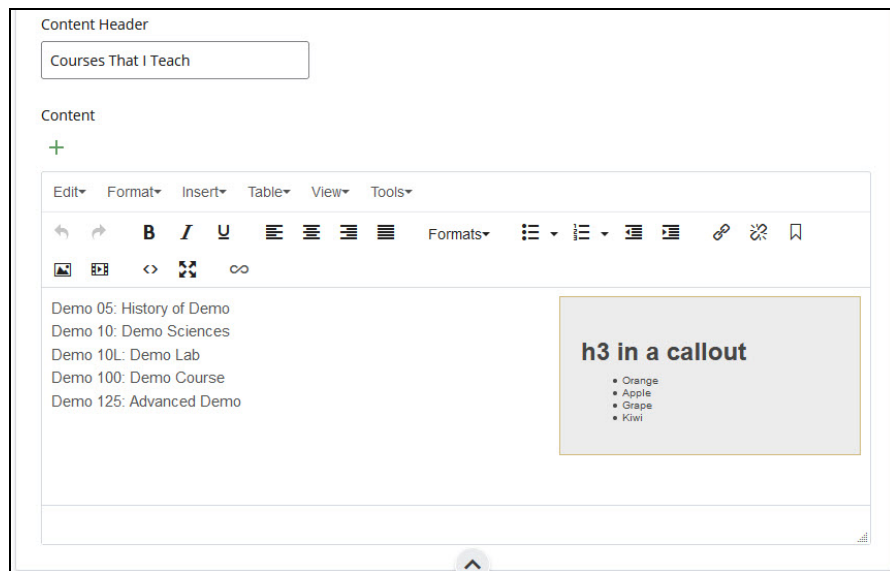 Content Header
Courses That I Teach
Content
Edit Format Insert Table View Tools
B I U Formats
Demo 05: History of Demo
Demo 10: Demo Sciences
Demo 10L: Demo Lab
Demo 100: Demo Course
Demo 125: Advanced Demo
h3 in a callout
• Orange
• Apple
• Grape
• Kiwi